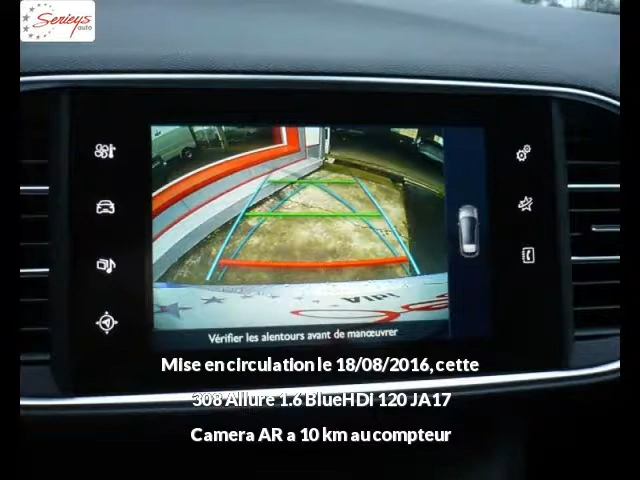 Serieys
auto
Vérifier les alentours avant de manœuvrer
Mise en circulation le 18/08/2016, cette
308 Allure 1.6 BlueHDi 120 JA17
Camera AR a 10 km au compteur